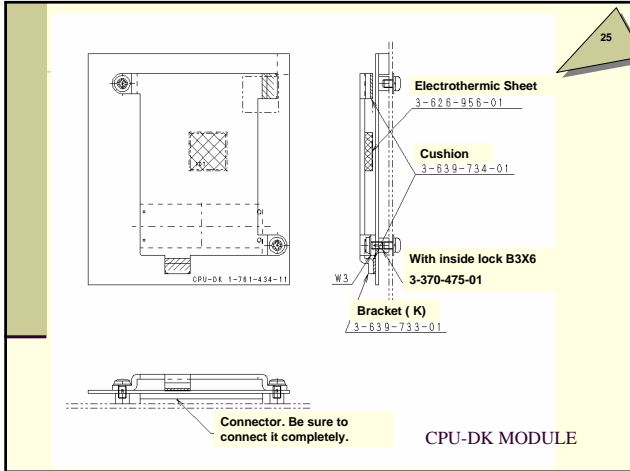 25
Electrothermic Sheet
3-626-956-01
Cushion
3-639-734-01
With inside lock B3X6
3-370-475-01
W3
Bracket ( K)
3-639-733-01
CPU-DK 1-761-434-11
Connector. Be sure to
connect it completely.
CPU-DK MODULE